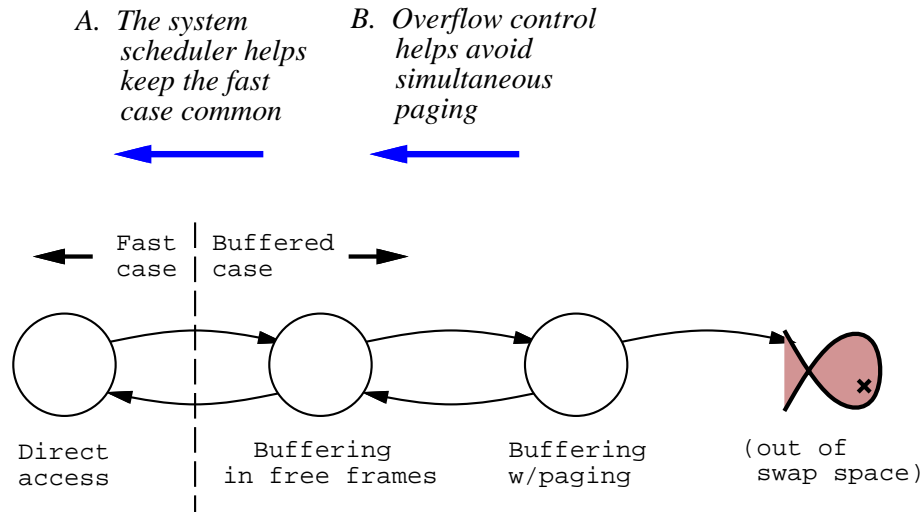 A. The system
scheduler helps
keep the fast
case common
B. Overflow control
helps avoid
simultaneous
paging
Fast
case
Buffered
case
Direct
access
Buffering
in free frames
Buffering
w/paging
(out of
swap space)